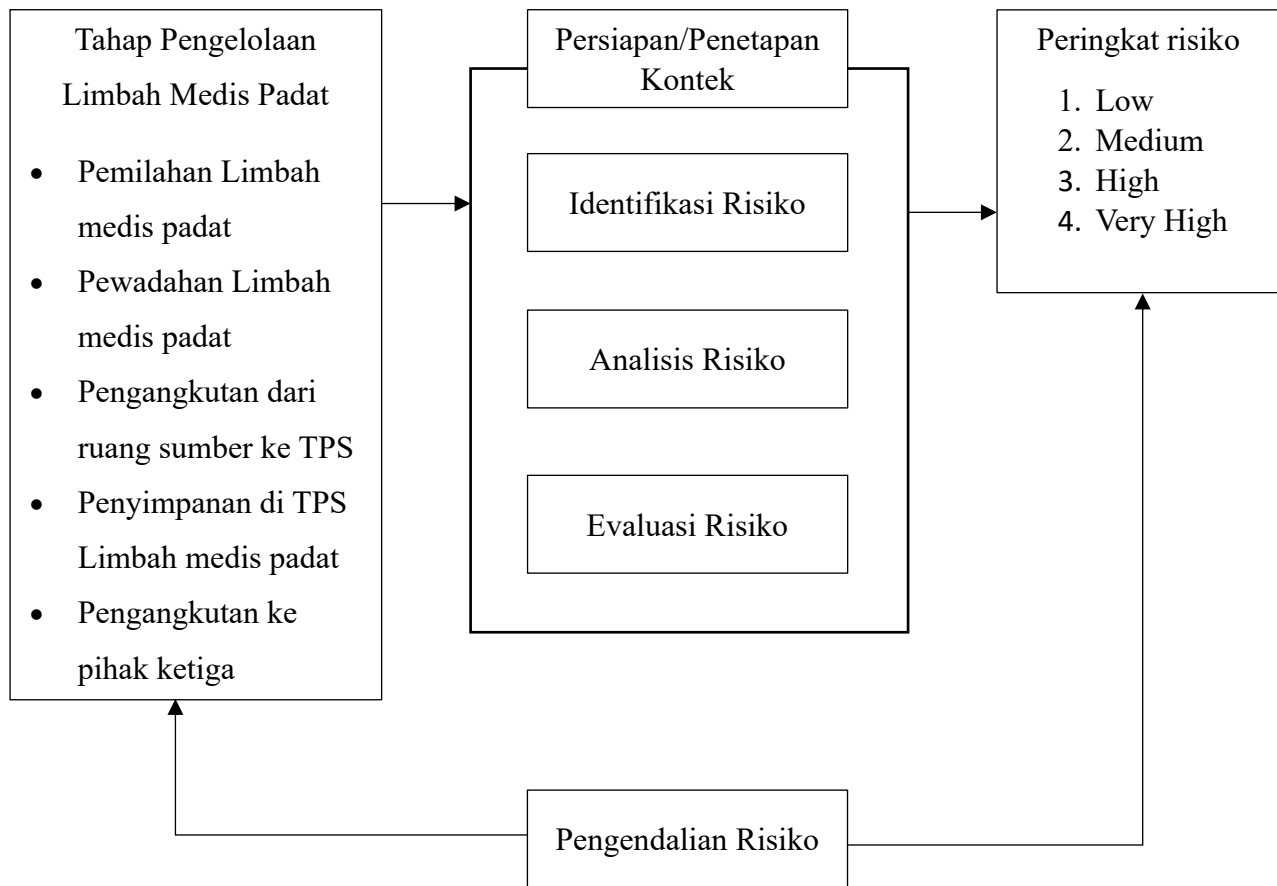 Tahap Pengelolaan
Limbah Medis Padat
• Pemilahan Limbah
medis padat
• Pewadahan Limbah
medis padat
• Pengangkutan dari
ruang sumber ke TPS
• Penyimpanan di TPS
Limbah medis padat
• Pengangkutan ke
pihak ketiga
Persiapan/Penetapan
Kontek
Identifikasi Risiko
Analisis Risiko
Evaluasi Risiko
Peringkat risiko
1. Low
2. Medium
3. High
4. Very High
Pengendalian Risiko